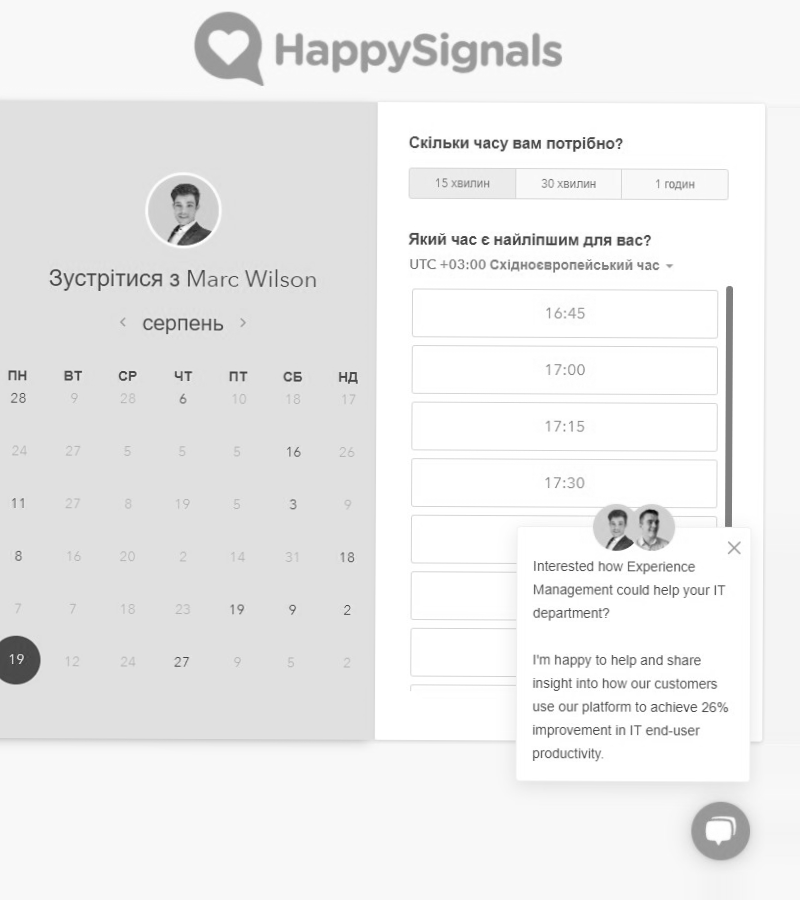 HappySignals
Зустрітися з Marc Wilson
серпень
ПН ВТ СР ЧТ ПТ СБ НД
28 9 28 6 10 18 17
24 27 5 5 5 16 26
11 27 8 19 5 3 9
8 16 20 2 14 31 18
7 7 18 23 19 9 2
19 12 24 27 9 5 2
Скільки часу вам потрібно?
15 хвилин 30 хвилин 1 годин
Який час є найліпшим для вас?
UTC +03:00 Східноєвропейський час
16:45
17:00
17:15
17:30
Interested how Experience
Management could help your IT
department?
I'm happy to help and share
insight into how our customers
use our platform to achieve 26%
improvement in IT end-user
productivity.